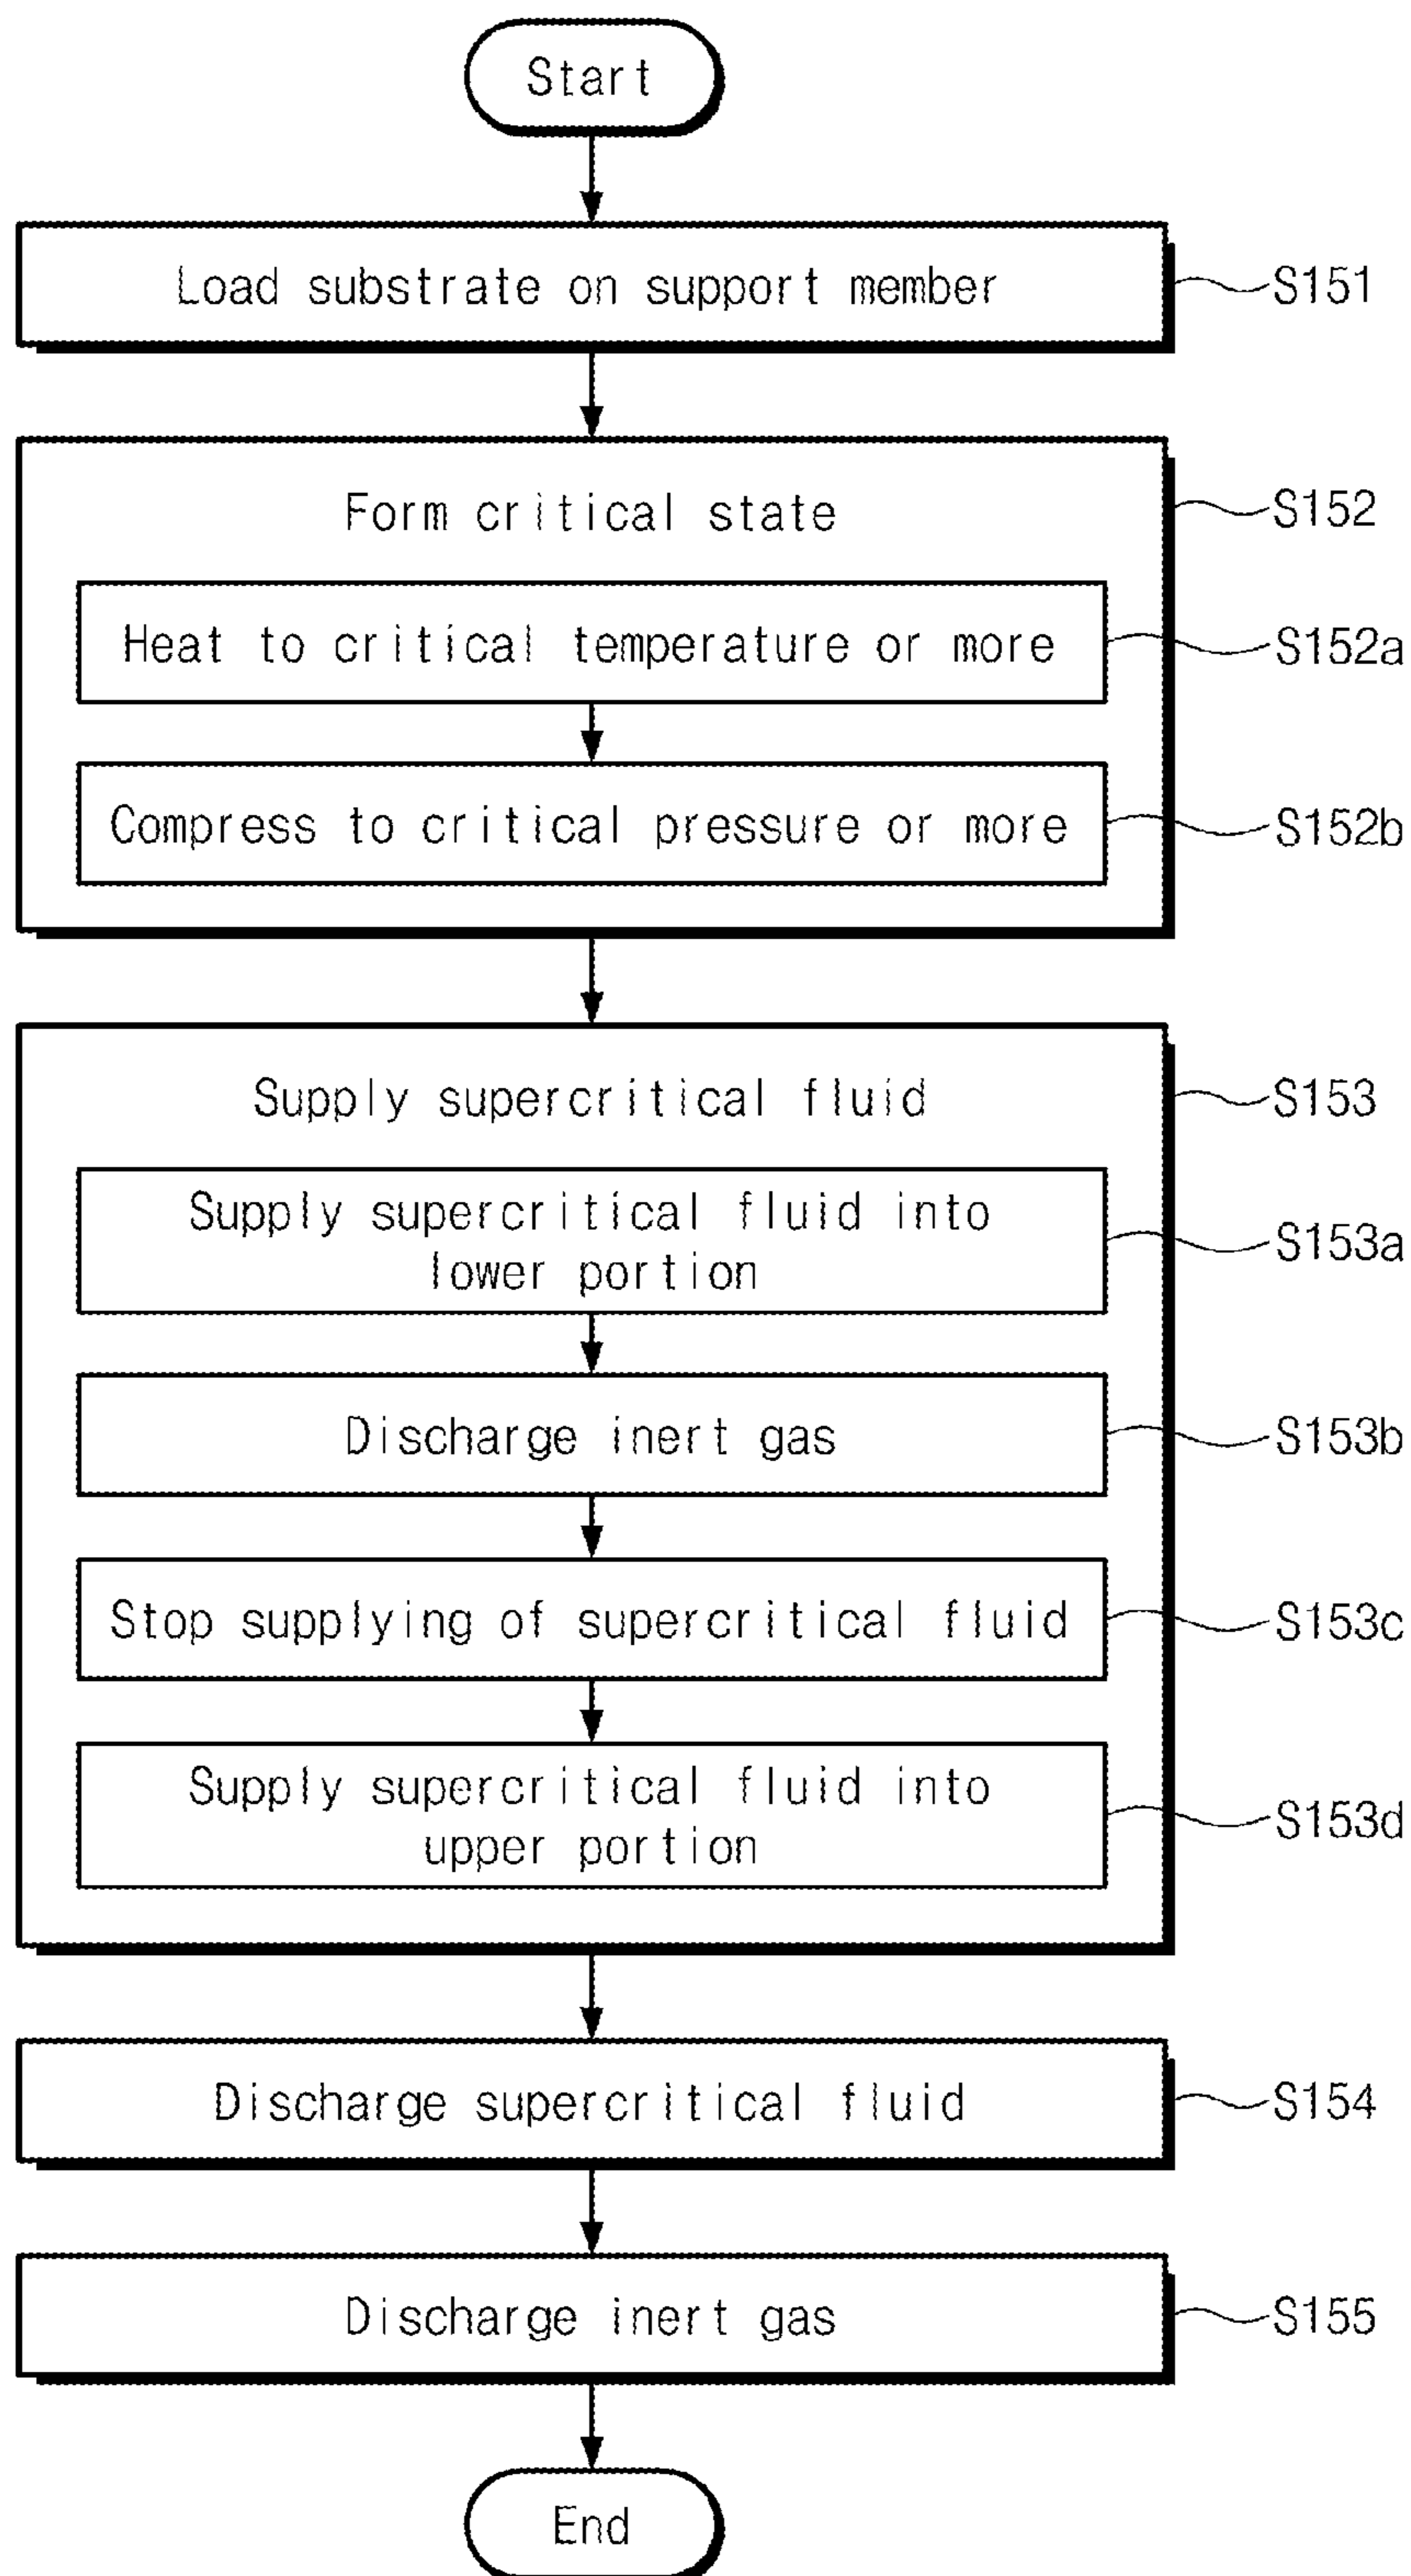 Start
Load substrate on support member
S151
Form critical state
S152
Heat to critical temperature or more
S152a
Compress to critical pressure or more
S152b
Supply supercritical fluid
S153
Supply supercritical fluid into
lower portion
S153a
Discharge inert gas
S153b
Stop supplying of supercritical fluid
S153c
Supply supercritical fluid into
upper portion
S153d
Discharge supercritical fluid
S154
Discharge inert gas
S155
End